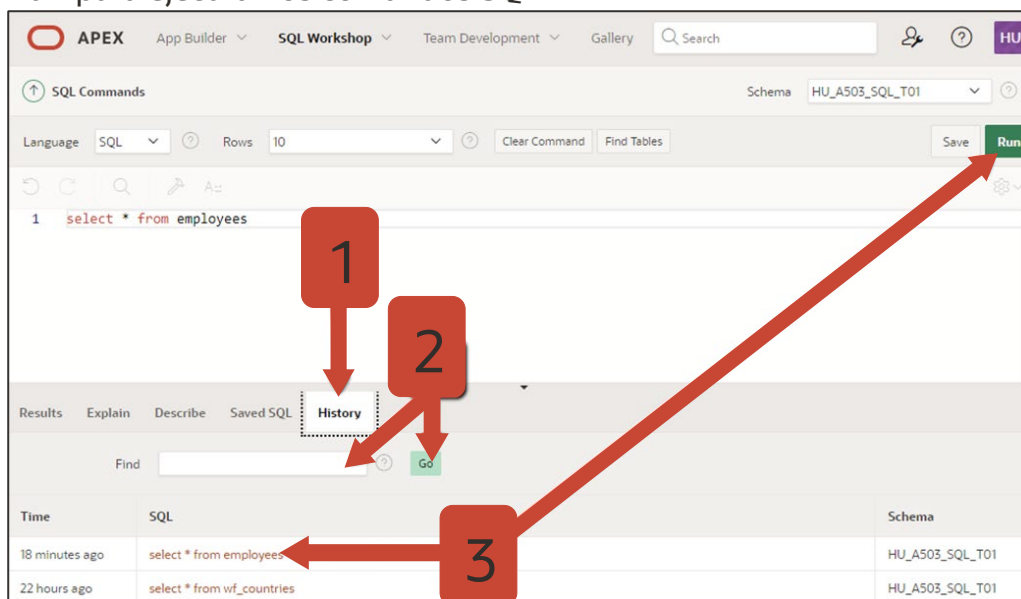 APEX App Builder SQL Workshop Team Development Gallery Search HU
SQL Commands Schema HU_A503_SQL_T01
Language SQL Rows 10 Clear Command Find Tables Save Run
1 select * from employees
1
2
Results Explain Describe Saved SQL History
Find Go
Time SQL Schema
3
18 minutes ago select * from employees HU_A503_SQL_T01
22 hours ago select * from wf_countries HU_A503_SQL_T01